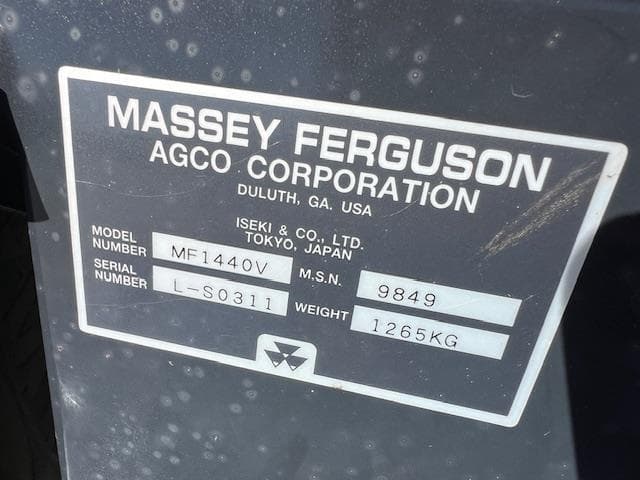 MASSEY FERGUSON
AGCO CORPORATION
DULUTH, GA. USA
ISEKI & CO., LTD.
TOKYO, JAPAN
MODEL NUMBER MF1440V M.S.N. 9849
SERIAL NUMBER L-S0311 WEIGHT 1265KG